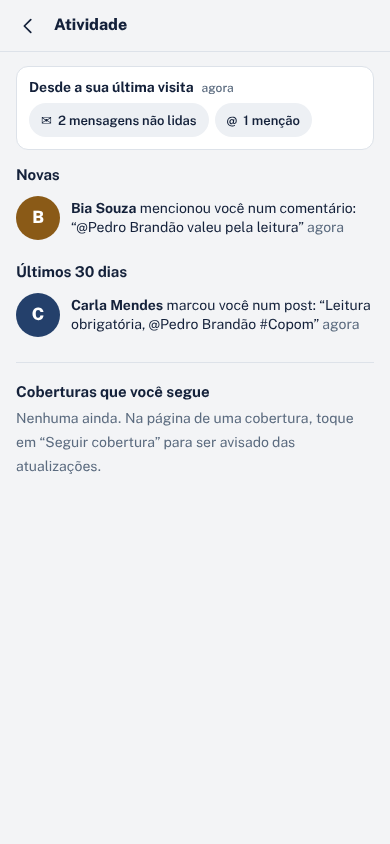 Atividade
Desde a sua última visita agora
✉ 2 mensagens não lidas @ 1 menção
Novas
B
Bia Souza mencionou você num comentário:
“@Pedro Brandão valeu pela leitura” agora
Últimos 30 dias
C
Carla Mendes marcou você num post: “Leitura
obrigatória, @Pedro Brandão #Copom” agora
Coberturas que você segue
Nenhuma ainda. Na página de uma cobertura, toque
em “Seguir cobertura” para ser avisado das
atualizações.